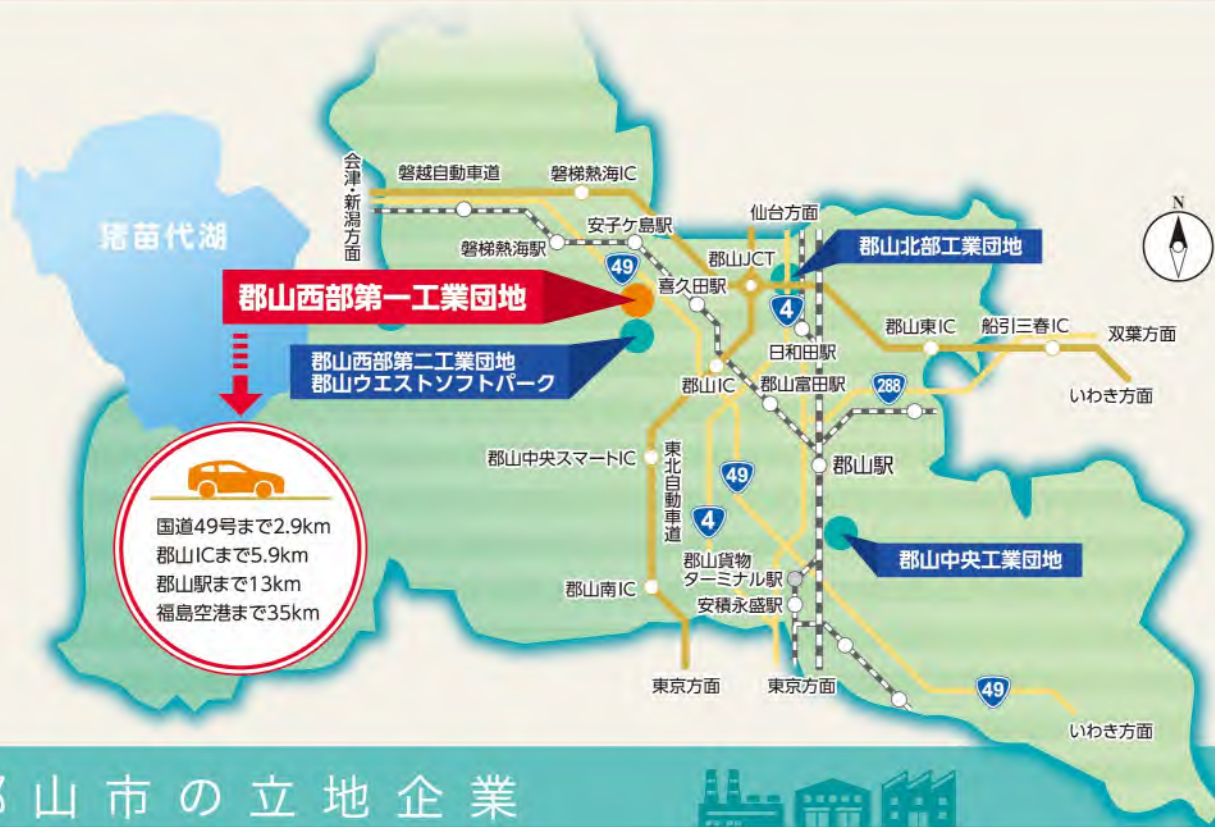 猪苗代湖
会津・新潟方面
磐越自動車道
磐梯熱海IC
磐梯熱海駅
安子ケ島駅
49
仙台方面
郡山JCT
喜久田駅
郡山北部工業団地
N
郡山西部第一工業団地
郡山西部第二工業団地
郡山ウエストソフトパーク
4
日和田駅
郡山東IC
船引三春IC
双葉方面
いわき方面
郡山IC
郡山富田駅
288
郡山中央スマートIC
東北自動車道
49
郡山駅
4
郡山中央工業団地
郡山貨物
ターミナル駅
郡山南IC
安積永盛駅
東京方面
東京方面
49
いわき方面
国道49号まで2.9km
郡山ICまで5.9km
郡山駅まで13km
福島空港まで35km
郡山市の立地企業